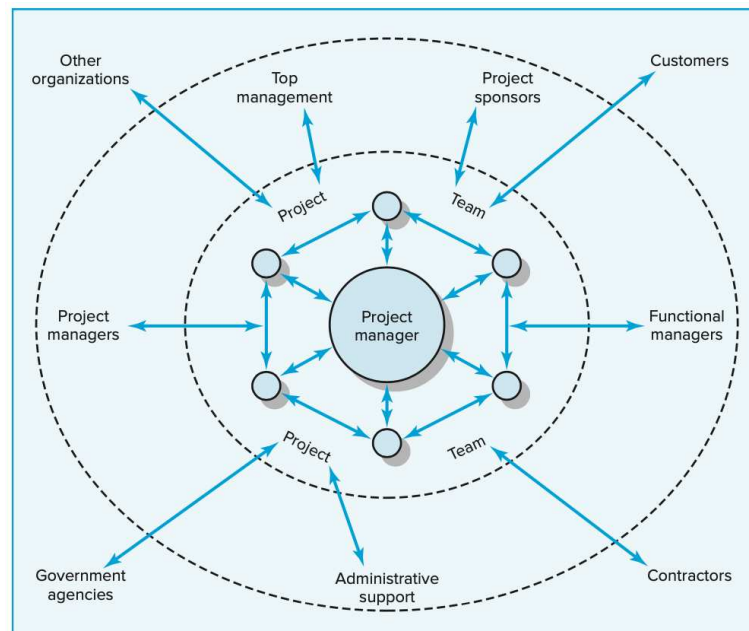 Other
organizations
Top
management
Project
sponsors
Customers
Project
Team
Project
managers
Project
manager
Functional
managers
Project
Team
Government
agencies
Administrative
support
Contractors